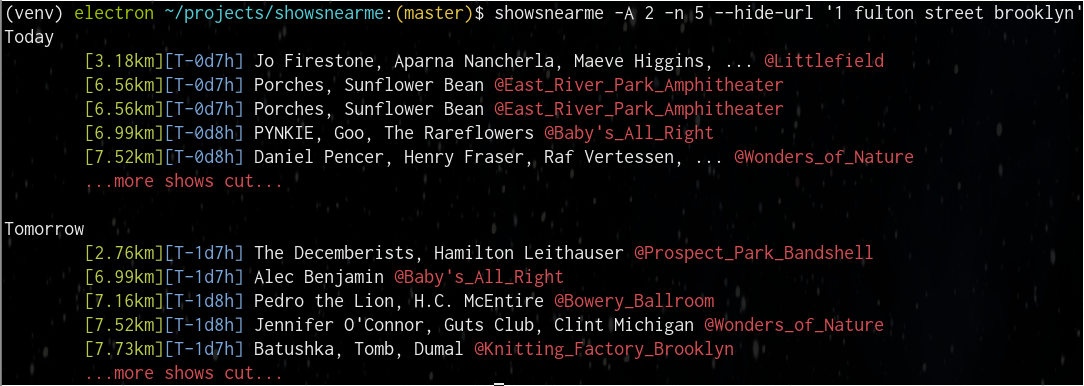 (venv) electron ~/projects/showsnearme:(master)$ showsnearme -A 2 -n 5 --hide-url '1 fulton street brooklyn'
Today
[3.18km][T-0d7h] Jo Firestone, Aparna Nancherla, Maeve Higgins, ... @Littlefield
[6.56km][T-0d7h] Porches, Sunflower Bean @East_River_Park_Amphitheater
[6.56km][T-0d7h] Porches, Sunflower Bean @East_River_Park_Amphitheater
[6.99km][T-0d8h] PYNKIE, Goo, The Rareflowers @Baby's_All_Right
[7.52km][T-0d8h] Daniel Pencer, Henry Fraser, Raf Vertessen, ... @Wonders_of_Nature
...more shows cut...
Tomorrow
[2.76km][T-1d7h] The Decemberists, Hamilton Leithauser @Prospect_Park_Bandshell
[6.99km][T-1d7h] Alec Benjamin @Baby's_All_Right
[7.16km][T-1d8h] Pedro the Lion, H.C. McEntire @Bowery_Ballroom
[7.52km][T-1d8h] Jennifer O'Connor, Guts Club, Clint Michigan @Wonders_of_Nature
[7.73km][T-1d7h] Batushka, Tomb, Dumal @Knitting_Factory_Brooklyn
...more shows cut...